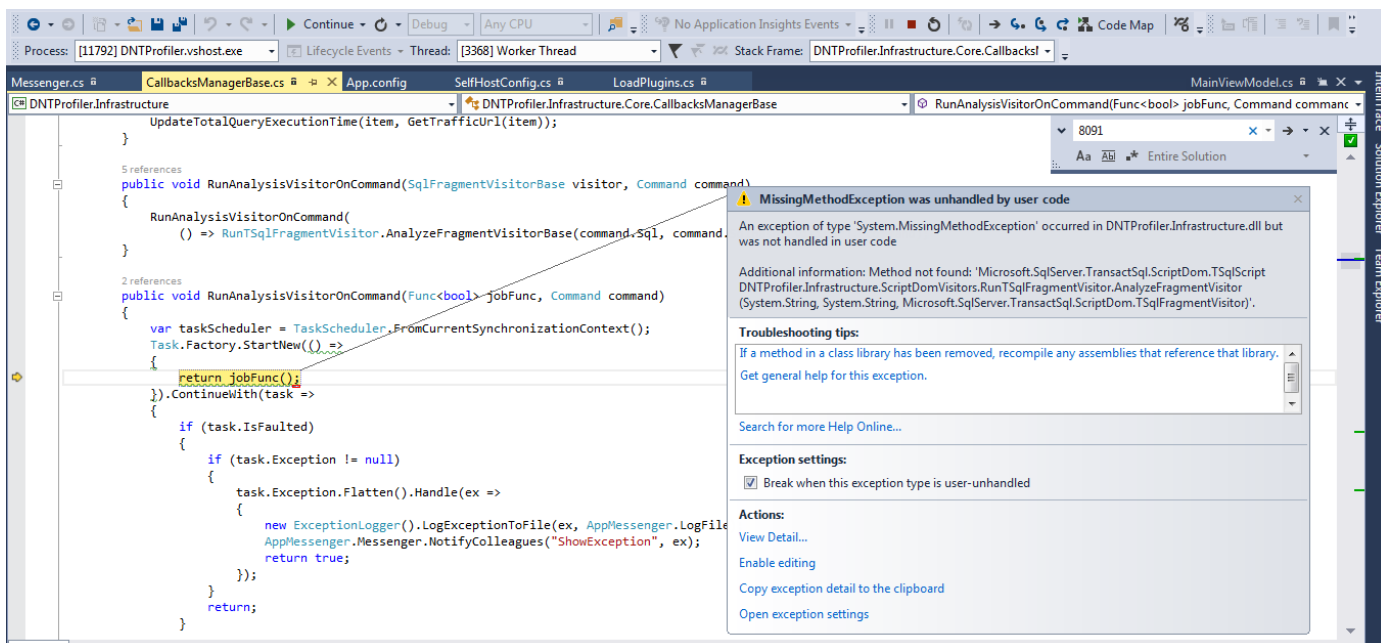 Continue Debug Any CPU No Application Insights Events Code Map
Process: [11792] DNTProfiler.vshost.exe Lifecycle Events Thread: [3368] Worker Thread Stack Frame: DNTProfiler.Infrastructure.Core.CallbacksM
Messenger.cs CallbacksManagerBase.cs App.config SelfHostConfig.cs LoadPlugins.cs MainViewModel.cs
DNTProfiler.Infrastructure DNTProfiler.Infrastructure.Core.CallbacksManagerBase RunAnalysisVisitorOnCommand(Func<bool> jobFunc, Command commanc
UpdateTotalQueryExecutionTime(item, GetTrafficUrl(item));
}
5 references
public void RunAnalysisVisitorOnCommand(SqlFragmentVisitorBase visitor, Command command)
{
RunAnalysisVisitorOnCommand(
() => RunTSqlFragmentVisitor.AnalyzeFragmentVisitorBase(command.Sql, command.
}
2 references
public void RunAnalysisVisitorOnCommand(Func<bool> jobFunc, Command command)
{
var taskScheduler = TaskScheduler.FromCurrentSynchronizationContext();
Task.Factory.StartNew(() =>
{
return jobFunc();
}).ContinueWith(task =>
{
if (task.IsFaulted)
{
if (task.Exception != null)
{
task.Exception.Flatten().Handle(ex =>
{
new ExceptionLogger().LogExceptionToFile(ex, AppMessenger.LogFile
AppMessenger.Messenger.NotifyColleagues("ShowException", ex);
return true;
});
}
return;
}
8091
Aa Abl .* Entire Solution
MissingMethodException was unhandled by user code
An exception of type 'System.MissingMethodException' occurred in DNTProfiler.Infrastructure.dll but
was not handled in user code
Additional information: Method not found: 'Microsoft.SqlServer.TransactSql.ScriptDom.TSqlScript
DNTProfiler.Infrastructure.ScriptDomVisitors.RunTSqlFragmentVisitor.AnalyzeFragmentVisitor
(System.String, System.String, Microsoft.SqlServer.TransactSql.ScriptDom.TSqlFragmentVisitor)'.
Troubleshooting tips:
If a method in a class library has been removed, recompile any assemblies that reference that library.
Get general help for this exception.
Search for more Help Online...
Exception settings:
Break when this exception type is user-unhandled
Actions:
View Detail...
Enable editing
Copy exception detail to the clipboard
Open exception settings
IntelliTrace
Solution Explorer
Team Explorer